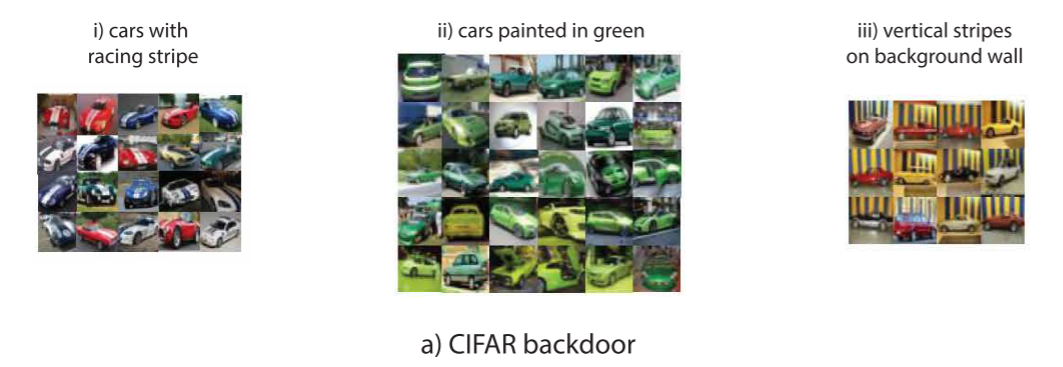 i) cars with
racing stripe
ii) cars painted in green
iii) vertical stripes
on background wall
a) CIFAR backdoor